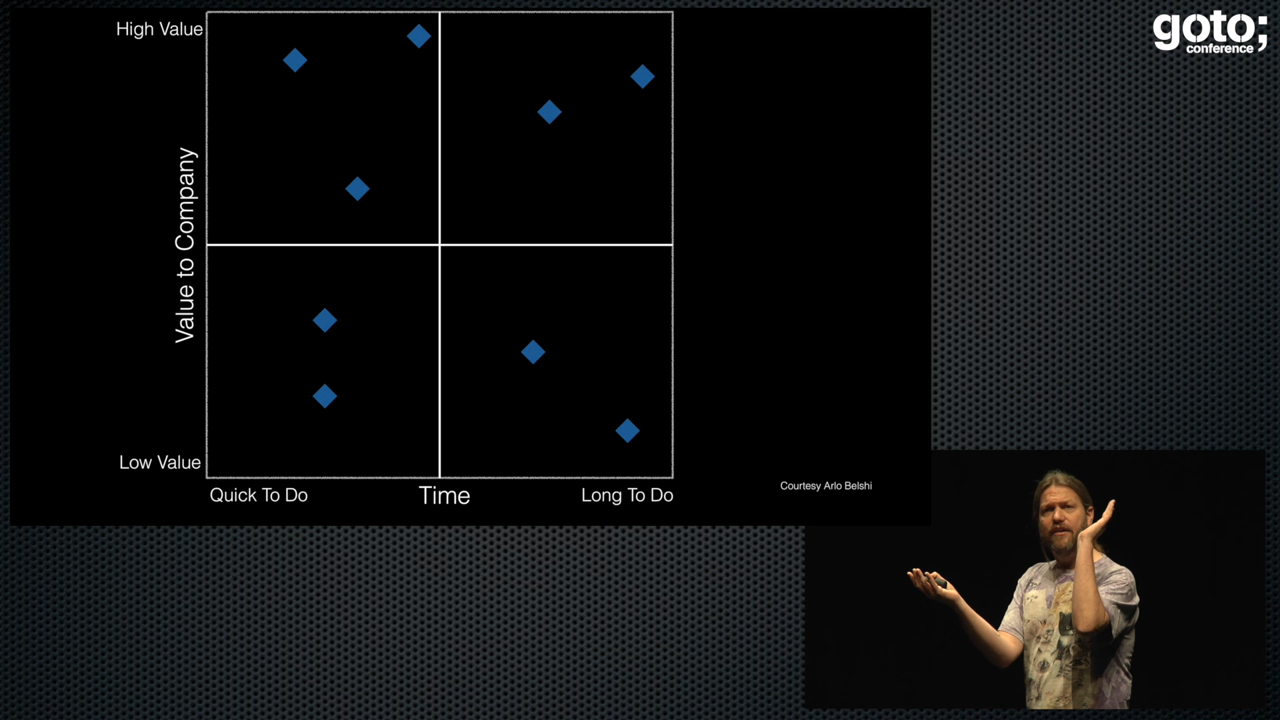 goto;
conference
High Value
Value to Company
Low Value
Quick To Do
Time
Long To Do
Courtesy Arlo Belshi